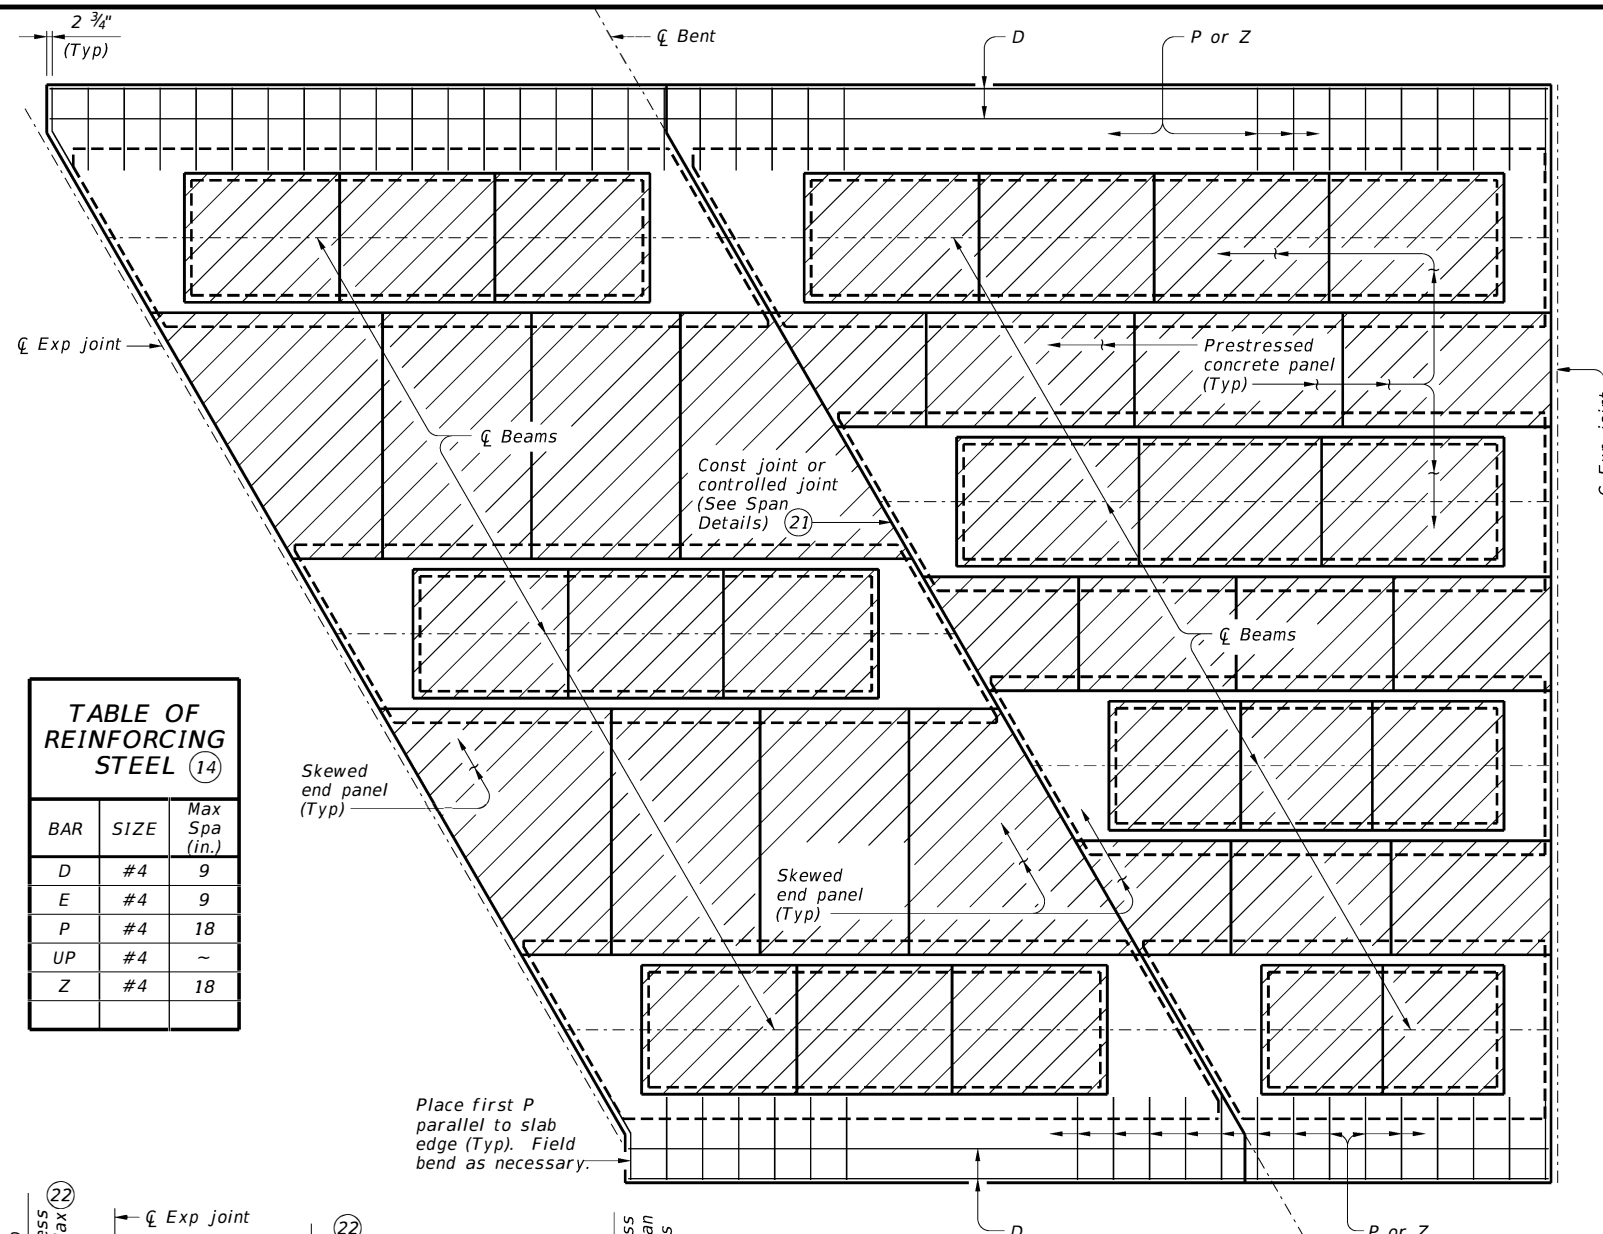 2 ¾"
(Typ)
℄ Bent
D
P or Z
℄ Exp joint
℄ Beams
Prestressed
concrete panel
(Typ)
Const joint or
controlled joint
(See Span
Details) 21
℄ Beams
TABLE OF
REINFORCING
STEEL 14
BAR SIZE Max Spa (in.)
D #4 9
E #4 9
P #4 18
UP #4 ~
Z #4 18
Skewed
end panel
(Typ)
Skewed
end panel
(Typ)
Place first P
parallel to slab
edge (Typ). Field
bend as necessary.
22
℄ Exp joint
22
D
P or Z